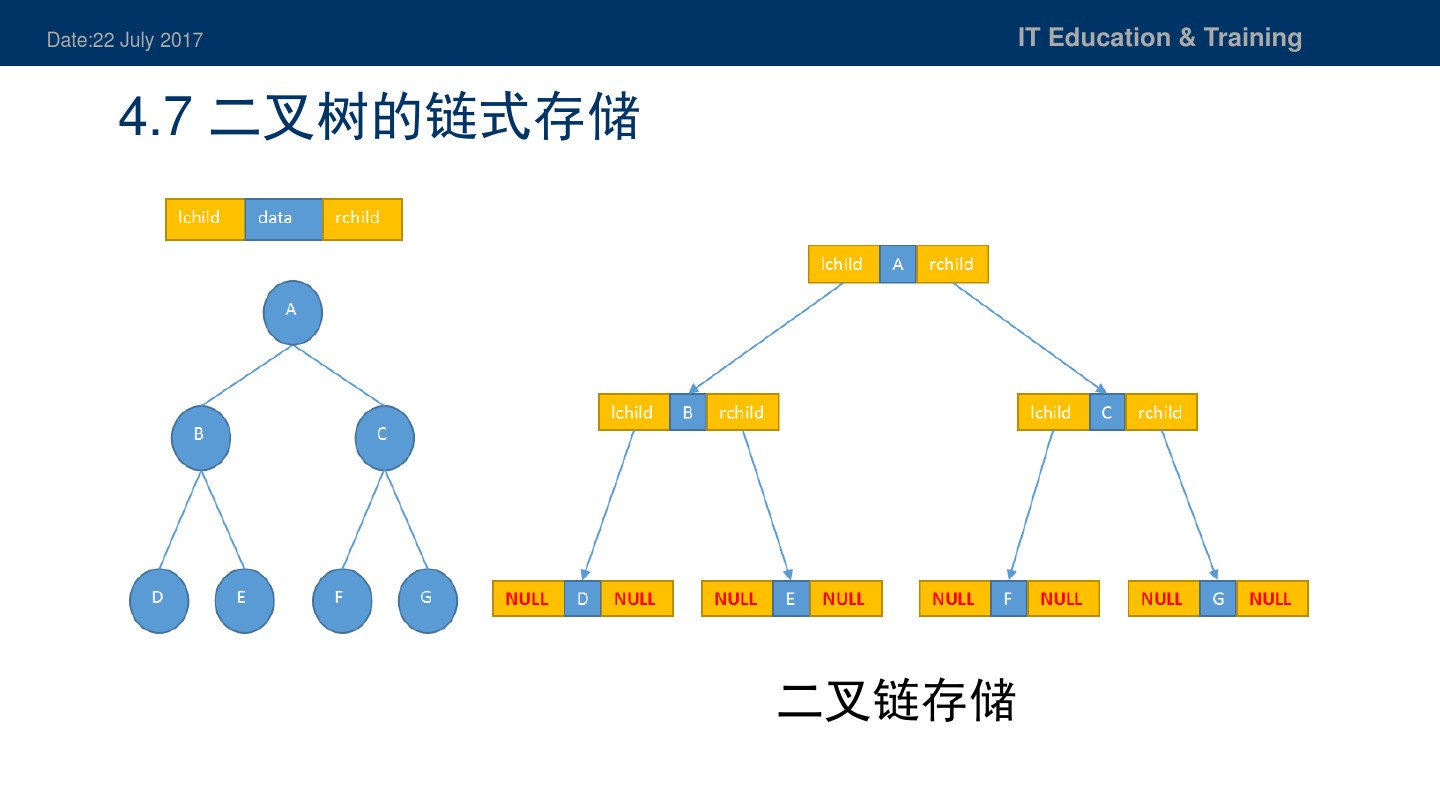 Date:22 July 2017
IT Education & Training
4.7 二叉树的链式存储
lchild data rchild
A
B C
D E F G
lchild A rchild
lchild B rchild
lchild C rchild
NULL D NULL
NULL E NULL
NULL F NULL
NULL G NULL
二叉链存储